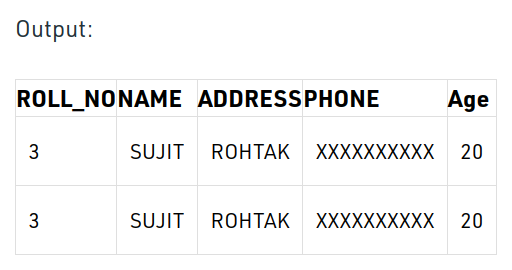 Output:
ROLL_NO NAME ADDRESS PHONE Age
3 SUJIT ROHTAK XXXXXXXXXX 20
3 SUJIT ROHTAK XXXXXXXXXX 20